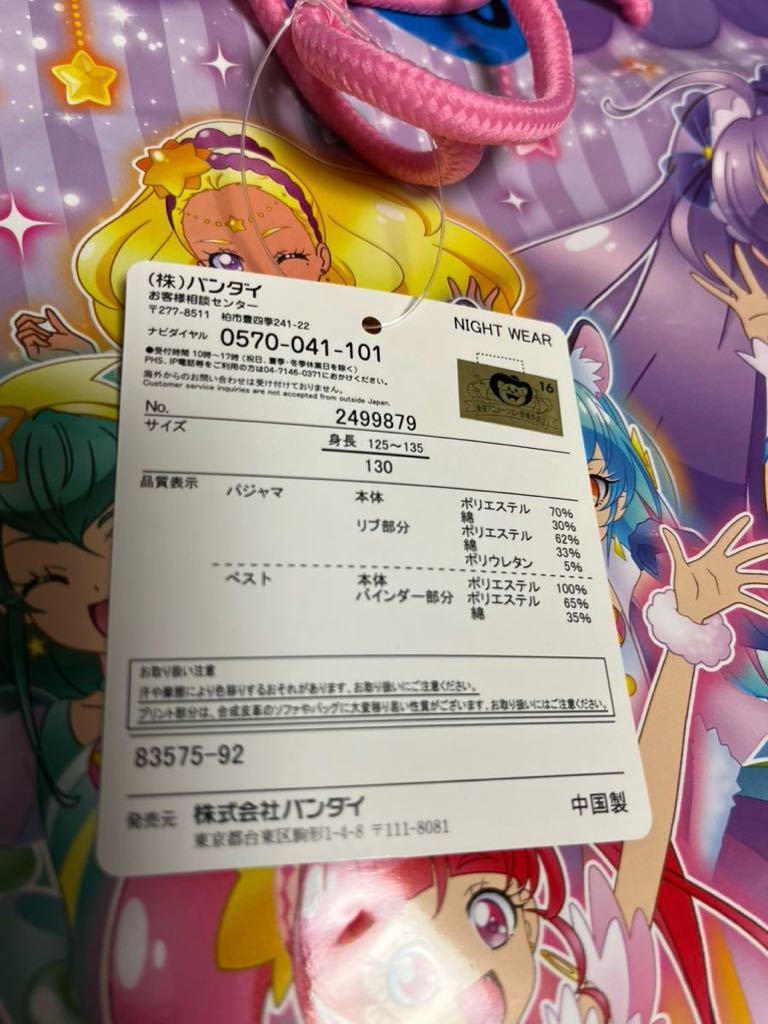 (株)バンダイ
お客様相談センター
〒277-8511 柏市豊四季241-22
ナビダイヤル 0570-041-101
●受付時間 10時～17時(祝日、夏季・冬季休業日を除く)
PHS、IP電話等をご利用の方は04-7146-0371におかけください。
海外からのお問い合わせは受け付けておりません。
Customer service inquiries are not accepted from outside Japan.
NIGHT WEAR
16
東映アニメーション
No. 2499879
サイズ 身長 125～135
130
品質表示 パジャマ 本体 ポリエステル 70%
綿 30%
リブ部分 ポリエステル 62%
綿 33%
ポリウレタン 5%
ベスト 本体 ポリエステル 100%
バインダー部分 ポリエステル 65%
綿 35%
お取り扱い注意
汗や摩擦により色移りするおそれがあります、お取り扱いにご注意ください。
プリント部分は、合成皮革のソファやバッグに大変移り易い性質がございます、お取り扱いにはご注意ください。
83575-92
発売元 株式会社バンダイ
東京都台東区駒形1-4-8 〒111-8081
中国製